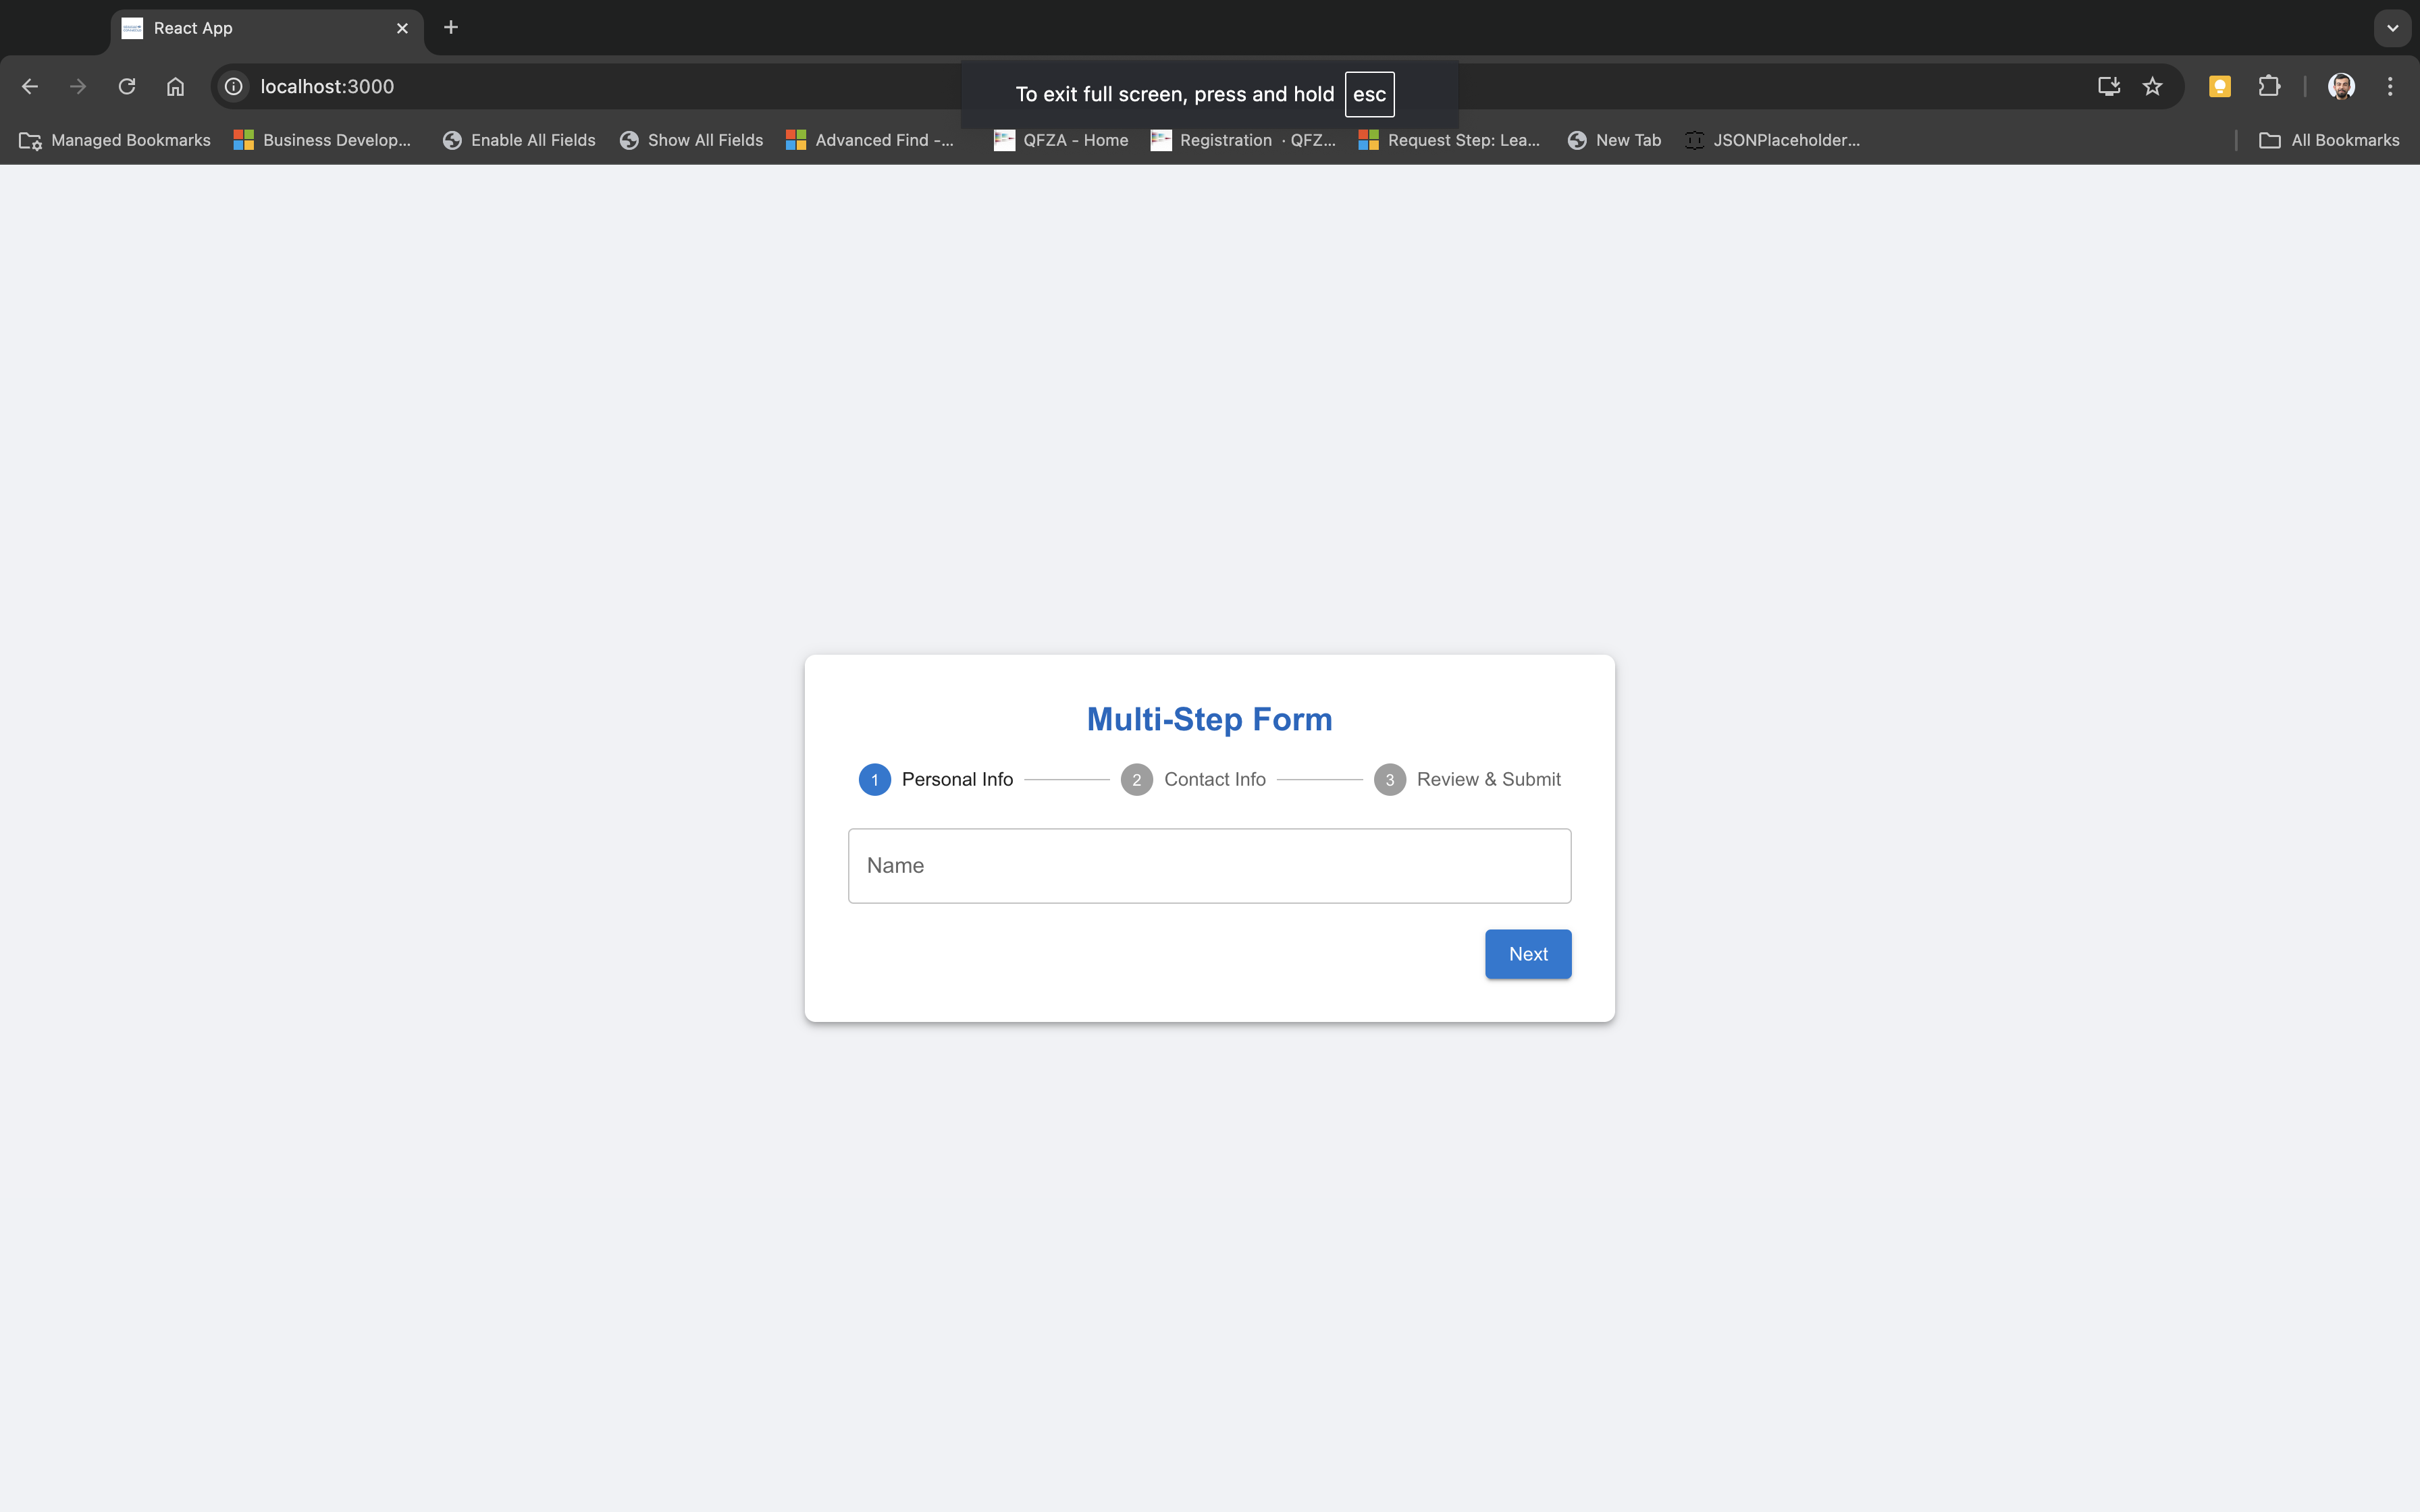 React App
localhost:3000
To exit full screen, press and hold esc
Managed Bookmarks Business Develop... Enable All Fields Show All Fields Advanced Find -... QFZA - Home Registration · QFZ... Request Step: Lea... New Tab JSONPlaceholder... All Bookmarks
Multi-Step Form
1 Personal Info 2 Contact Info 3 Review & Submit
Name
Next